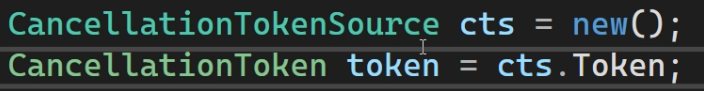 CancellationTokenSource cts = new();
CancellationToken token = cts.Token;